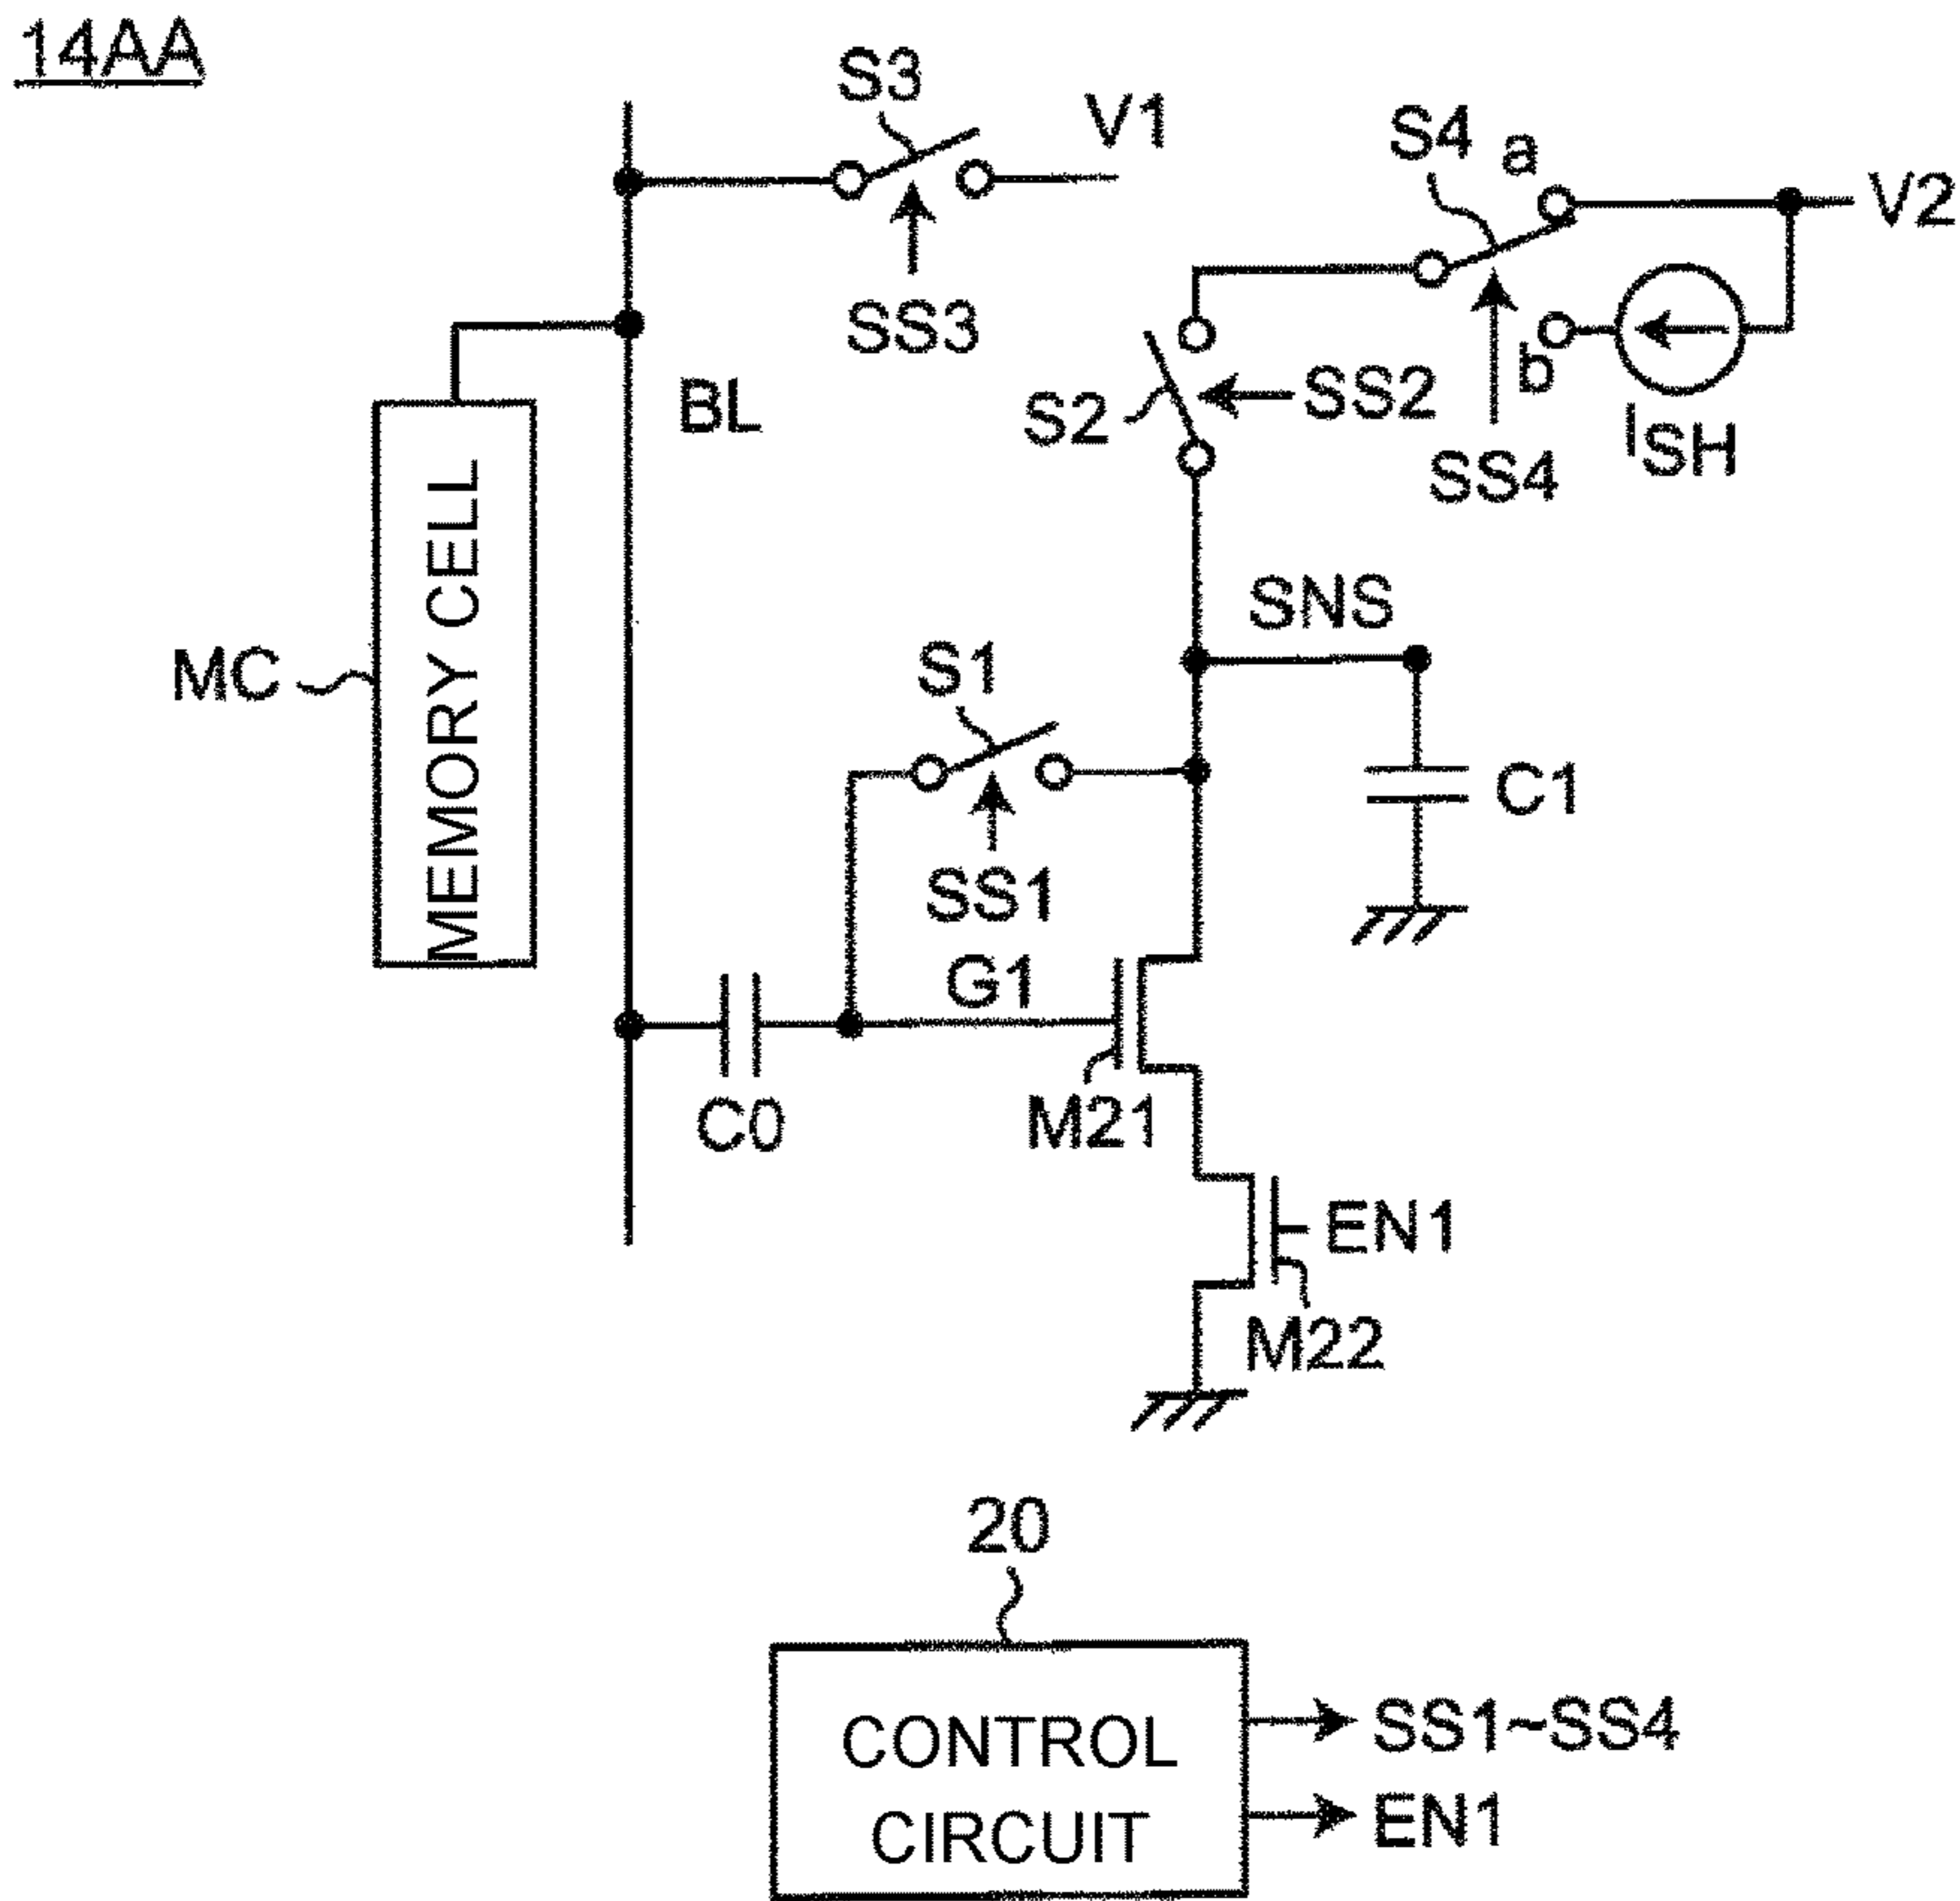 14AA
S3
V1
S4
a
V2
SS3
b
I_SH
SS4
S2
SS2
BL
MEMORY CELL
MC
SNS
S1
C1
SS1
G1
C0
M21
EN1
M22
20
CONTROL
CIRCUIT
SS1~SS4
EN1